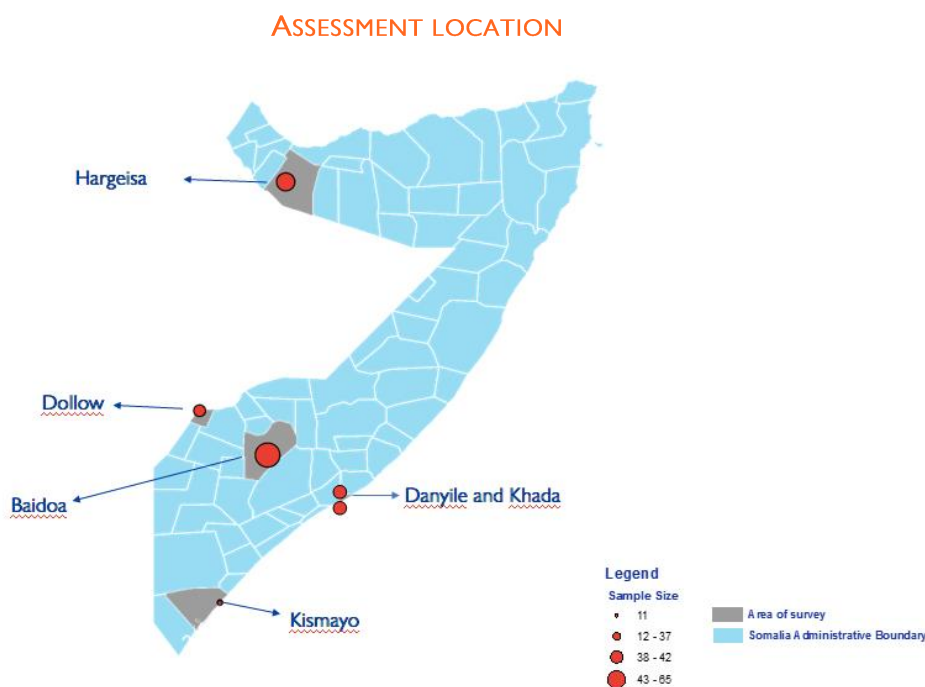 ASSESSMENT LOCATION
Hargeisa
Dollow
Baidoa
Danyile and Khada
Kismayo
Legend
Sample Size
11
12 - 37
38 - 42
43 - 65
Area of survey
Somalia Administrative Boundary